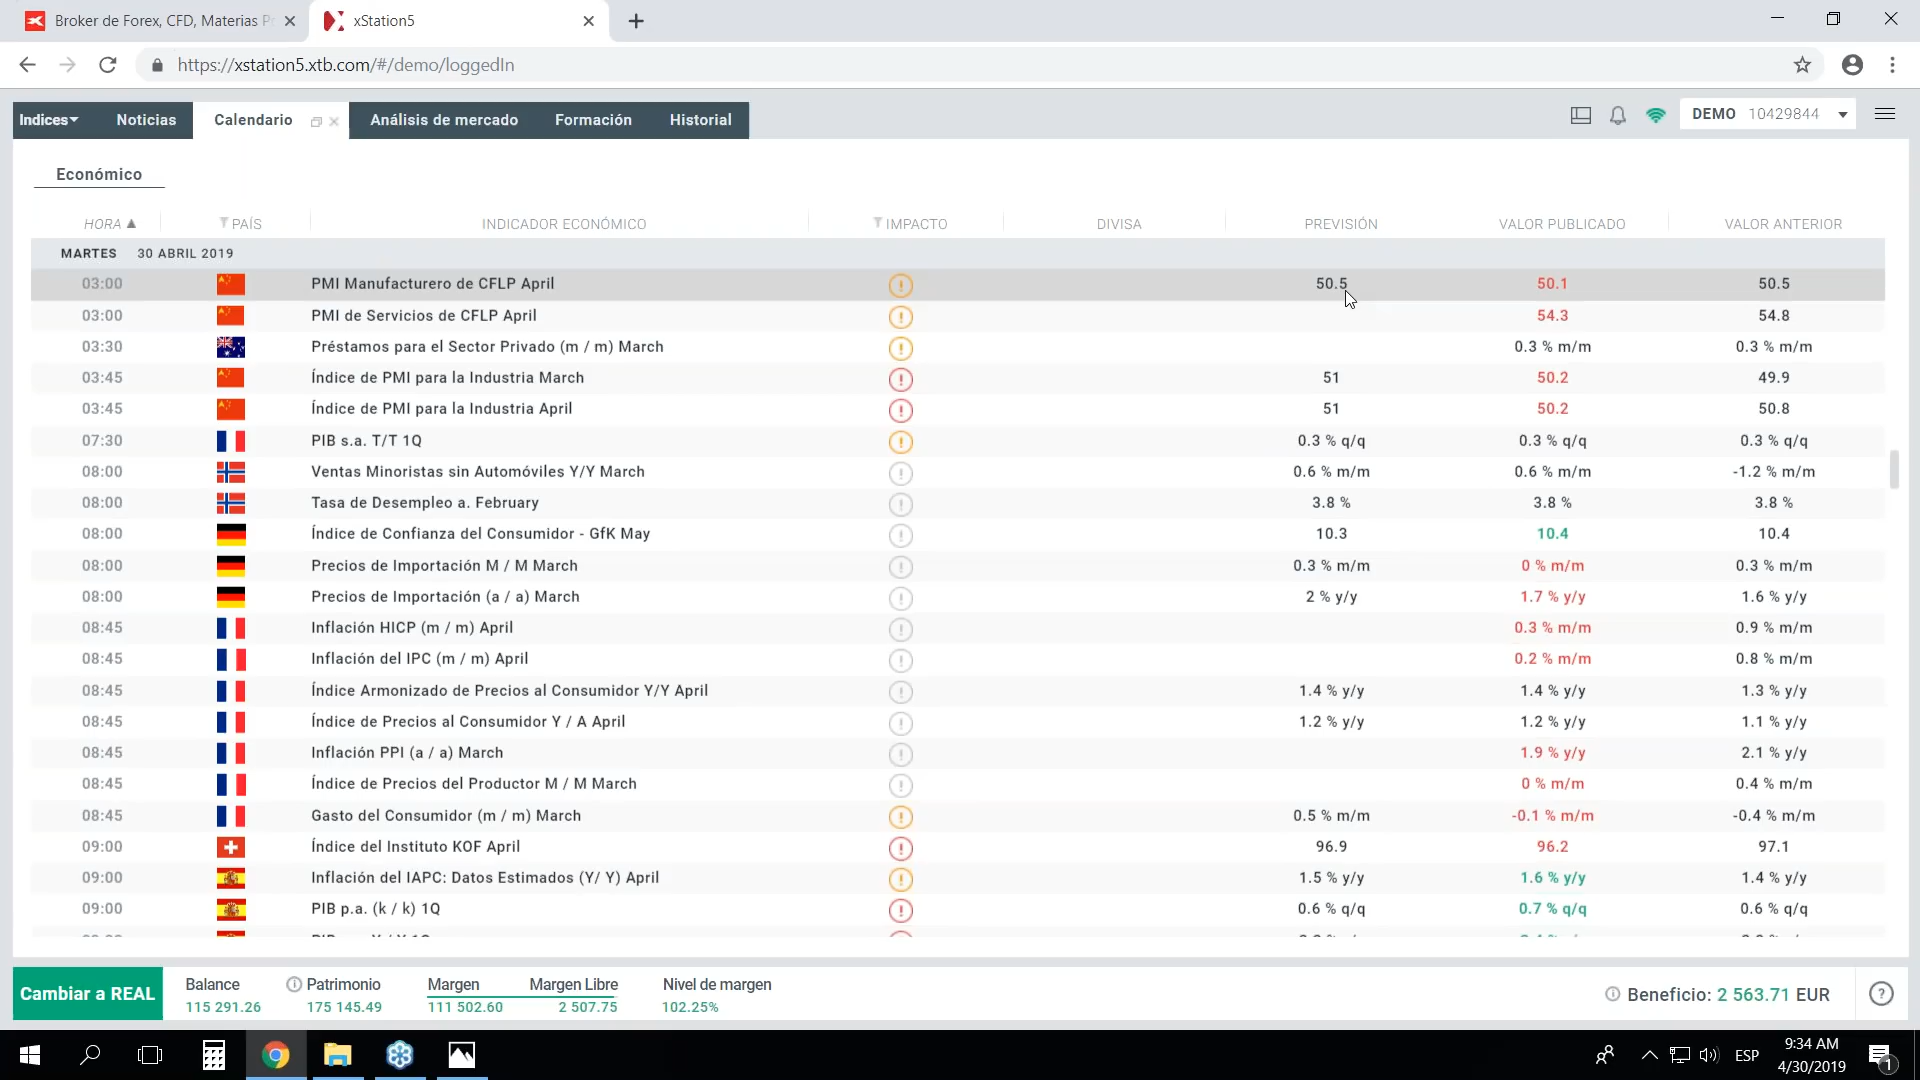 Broker de Forex, CFD, Materias Pr
xStation5
https://xstation5.xtb.com/#/demo/loggedIn
Indices Noticias Calendario Análisis de mercado Formación Historial
DEMO 10429844
Económico
HORA PAÍS INDICADOR ECONÓMICO IMPACTO DIVISA PREVISIÓN VALOR PUBLICADO VALOR ANTERIOR
MARTES 30 ABRIL 2019
03:00 PMI Manufacturero de CFLP April 50.5 50.1 50.5
03:00 PMI de Servicios de CFLP April 54.3 54.8
03:30 Préstamos para el Sector Privado (m / m) March 0.3 % m/m 0.3 % m/m
03:45 Índice de PMI para la Industria March 51 50.2 49.9
03:45 Índice de PMI para la Industria April 51 50.2 50.8
07:30 PIB s.a. T/T 1Q 0.3 % q/q 0.3 % q/q 0.3 % q/q
08:00 Ventas Minoristas sin Automóviles Y/Y March 0.6 % m/m 0.6 % m/m -1.2 % m/m
08:00 Tasa de Desempleo a. February 3.8 % 3.8 % 3.8 %
08:00 Índice de Confianza del Consumidor - GfK May 10.3 10.4 10.4
08:00 Precios de Importación M / M March 0.3 % m/m 0 % m/m 0.3 % m/m
08:00 Precios de Importación (a / a) March 2 % y/y 1.7 % y/y 1.6 % y/y
08:45 Inflación HICP (m / m) April 0.3 % m/m 0.9 % m/m
08:45 Inflación del IPC (m / m) April 0.2 % m/m 0.8 % m/m
08:45 Índice Armonizado de Precios al Consumidor Y/Y April 1.4 % y/y 1.4 % y/y 1.3 % y/y
08:45 Índice de Precios al Consumidor Y / A April 1.2 % y/y 1.2 % y/y 1.1 % y/y
08:45 Inflación PPI (a / a) March 1.9 % y/y 2.1 % y/y
08:45 Índice de Precios del Productor M / M March 0 % m/m 0.4 % m/m
08:45 Gasto del Consumidor (m / m) March 0.5 % m/m -0.1 % m/m -0.4 % m/m
09:00 Índice del Instituto KOF April 96.9 96.2 97.1
09:00 Inflación del IAPC: Datos Estimados (Y/ Y) April 1.5 % y/y 1.6 % y/y 1.4 % y/y
09:00 PIB p.a. (k / k) 1Q 0.6 % q/q 0.7 % q/q 0.6 % q/q
Cambiar a REAL
Balance Patrimonio Margen Margen Libre Nivel de margen
115 291.26 175 145.49 111 502.60 2 507.75 102.25%
Beneficio: 2 563.71 EUR
ESP
9:34 AM
4/30/2019
1